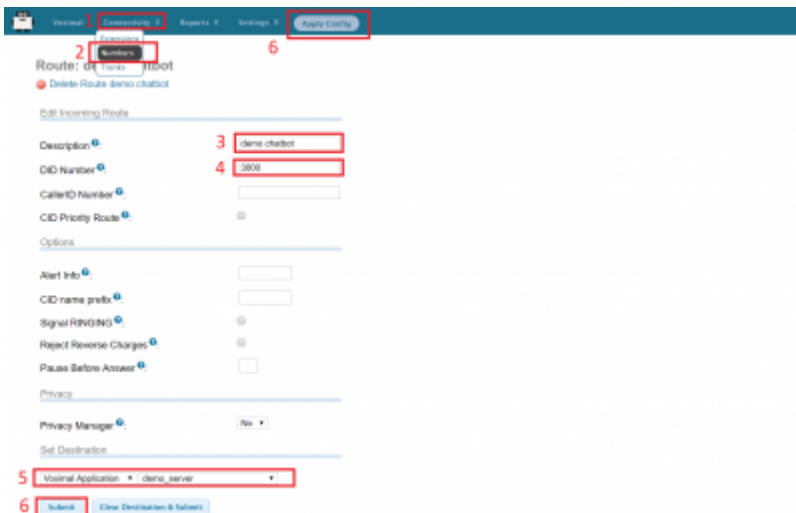 Voximal 1 Connectivity Reports Settings Apply Config
Extensions
2 Numbers 6
Trunks
Route: de tbot
Delete Route demo chatbot
Edit Incoming Route
Description : 3 demo chatbot
DID Number : 4 3000
CallerID Number :
CID Priority Route :
Options
Alert Info :
CID name prefix :
Signal RINGING :
Reject Reverse Charges :
Pause Before Answer :
Privacy
Privacy Manager : No
Set Destination
5 Voximal Application demo_server
6 Submit Clear Destination & Submit